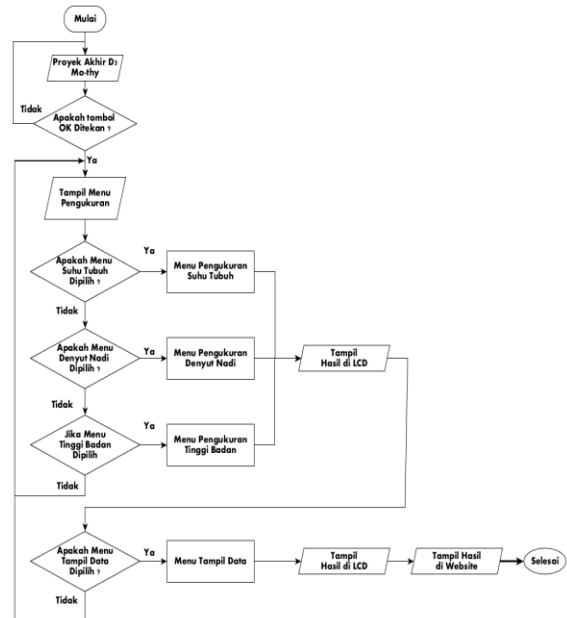 Mulai
Proyek Akhir D3
Mo-thy
Tidak
Apakah tombol
OK Ditekan ?
Ya
Tampil Menu
Pengukuran
Apakah Menu
Suhu Tubuh
Dipilih ?
Ya
Menu Pengukuran
Suhu Tubuh
Tidak
Apakah Menu
Denyut Nadi
Dipilih ?
Ya
Menu Pengukuran
Denyut Nadi
Tampil
Hasil di LCD
Tidak
Jika Menu
Tinggi Badan
Dipilih
Ya
Menu Pengukuran
Tinggi Badan
Tidak
Apakah Menu
Tampil Data
Dipilih ?
Ya
Menu Tampil Data
Tampil
Hasil di LCD
Tampil Hasil
di Website
Selesai
Tidak